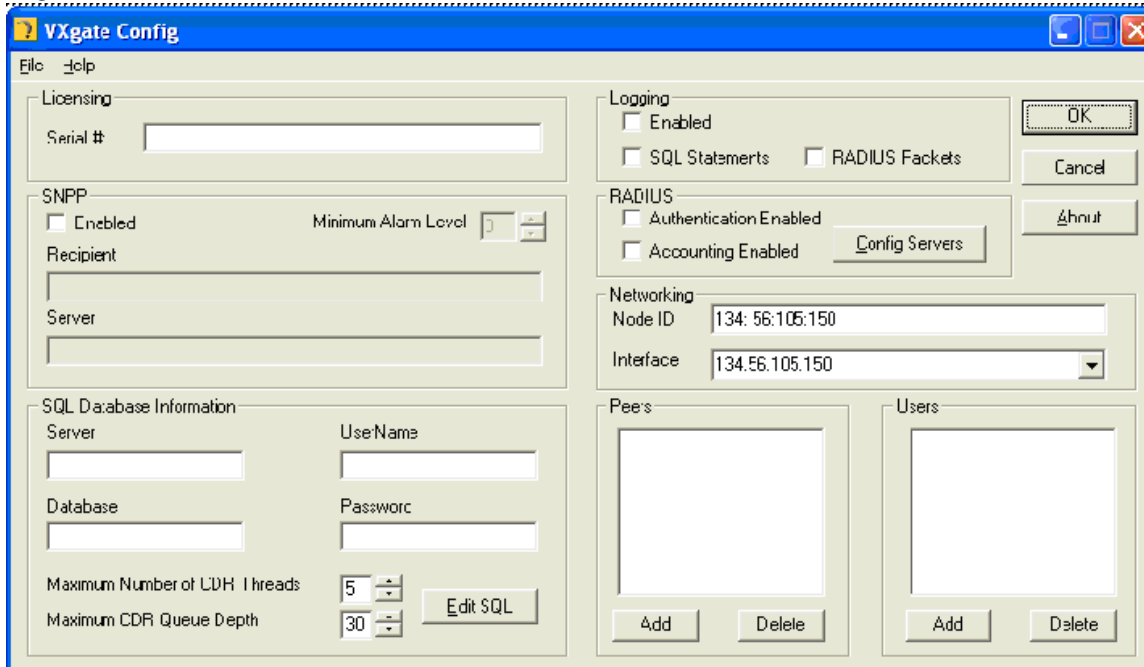 VXgate Config
File Help
Licensing
Serial #
SNPP
Enabled
Minimum Alarm Level 0
Recipient
Server
SQL Database Information
Server
UserName
Database
Password
Maximum Number of CDR Threads 5
Maximum CDR Queue Depth 30
Edit SQL
Logging
Enabled
SQL Statements
RADIUS Packets
RADIUS
Authentication Enabled
Accounting Enabled
Config Servers
Networking
Node ID 134: 56:105:150
Interface 134.56.105.150
Peers
Add Delete
Users
Add Delete
OK
Cancel
About